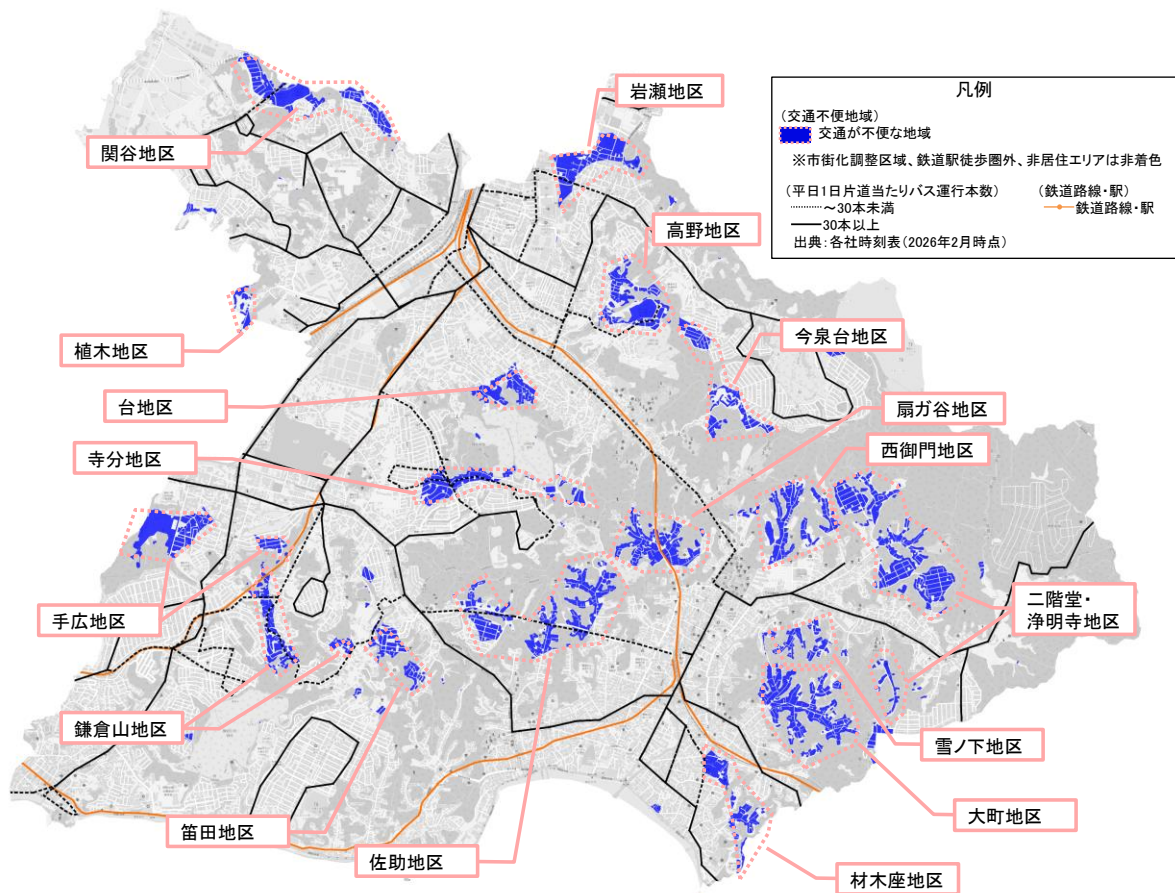 岩瀬地区
凡例
(交通不便地域)
交通が不便な地域
※市街化調整区域、鉄道駅徒歩圏外、非居住エリアは非着色
(平日1日片道当たりバス運行本数)
～30本未満
30本以上
出典:各社時刻表(2026年2月時点)
(鉄道路線・駅)
鉄道路線・駅
関谷地区
高野地区
植木地区
今泉台地区
台地区
扇ガ谷地区
寺分地区
西御門地区
手広地区
二階堂・
浄明寺地区
鎌倉山地区
雪ノ下地区
笛田地区
大町地区
佐助地区
材木座地区